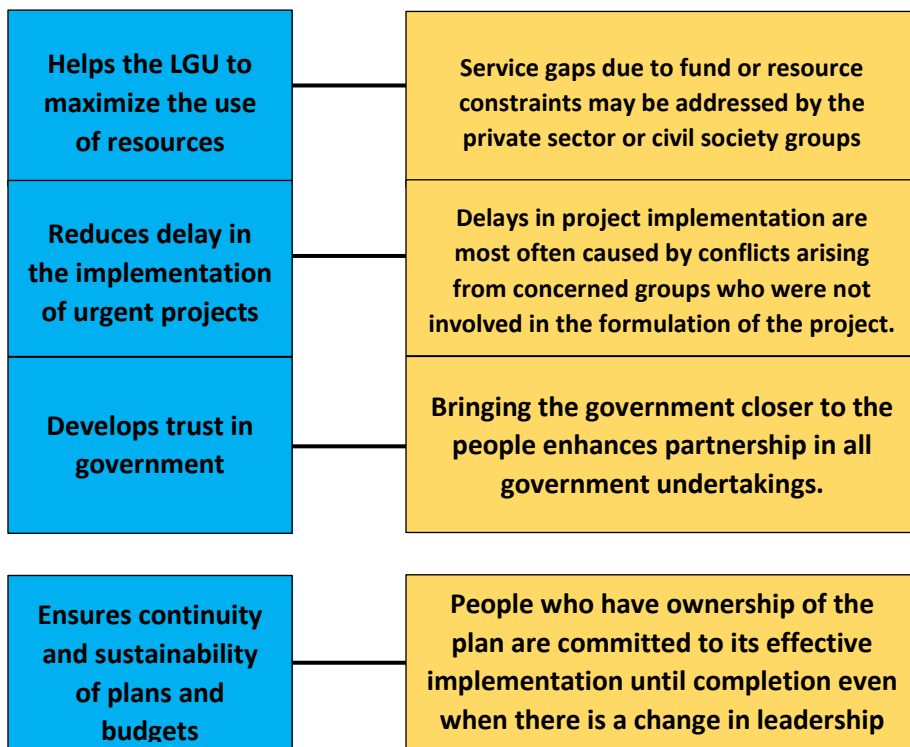 Helps the LGU to
maximize the use
of resources
Service gaps due to fund or resource
constraints may be addressed by the
private sector or civil society groups
Reduces delay in
the implementation
of urgent projects
Delays in project implementation are
most often caused by conflicts arising
from concerned groups who were not
involved in the formulation of the project.
Develops trust in
government
Bringing the government closer to the
people enhances partnership in all
government undertakings.
Ensures continuity
and sustainability
of plans and
budgets
People who have ownership of the
plan are committed to its effective
implementation until completion even
when there is a change in leadership